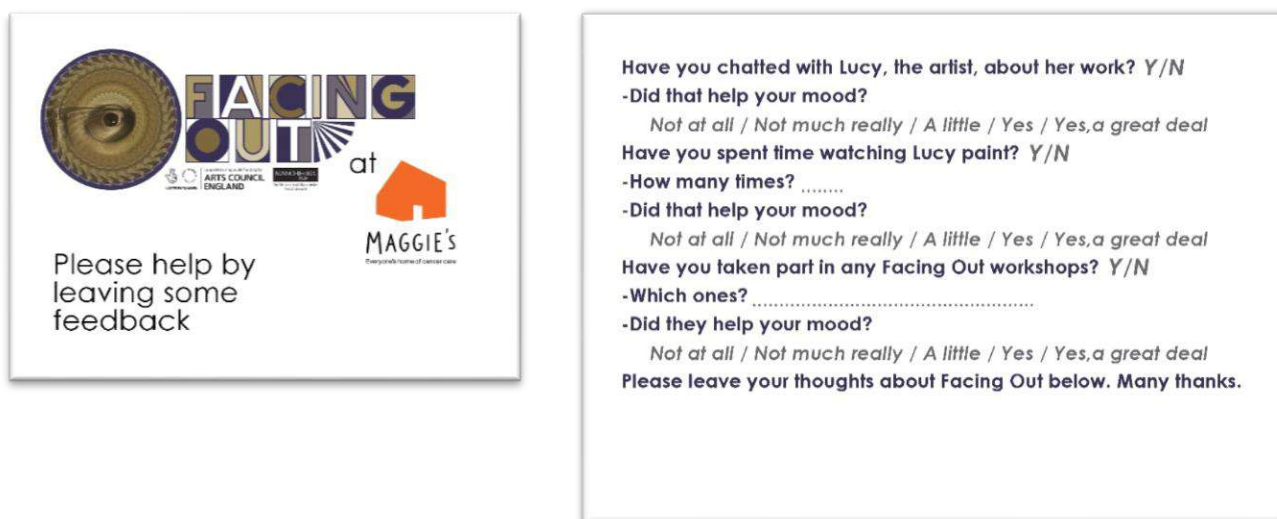 FACING
OUT
at
ARTS COUNCIL
ENGLAND
MAGGIE'S
Everyone's home of cancer care
Please help by
leaving some
feedback
Have you chatted with Lucy, the artist, about her work? Y/N
-Did that help your mood?
Not at all / Not much really / A little / Yes / Yes,a great deal
Have you spent time watching Lucy paint? Y/N
-How many times? ........
-Did that help your mood?
Not at all / Not much really / A little / Yes / Yes,a great deal
Have you taken part in any Facing Out workshops? Y/N
-Which ones? ....................................................
-Did they help your mood?
Not at all / Not much really / A little / Yes / Yes,a great deal
Please leave your thoughts about Facing Out below. Many thanks.